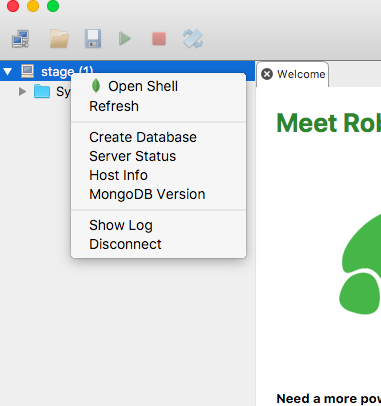 stage (1)
Welcome
Sy
Open Shell
Refresh
Meet Rob
Create Database
Server Status
Host Info
MongoDB Version
Show Log
Disconnect
Need a more pow